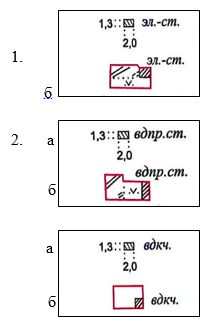 1.
1,3 эл.-ст.
2,0
эл.-ст.
v.
б
2.
а
1,3 вдпр.ст.
2,0
вдпр.ст.
v.
б
а
1,3 вдкч.
2,0
б
вдкч.